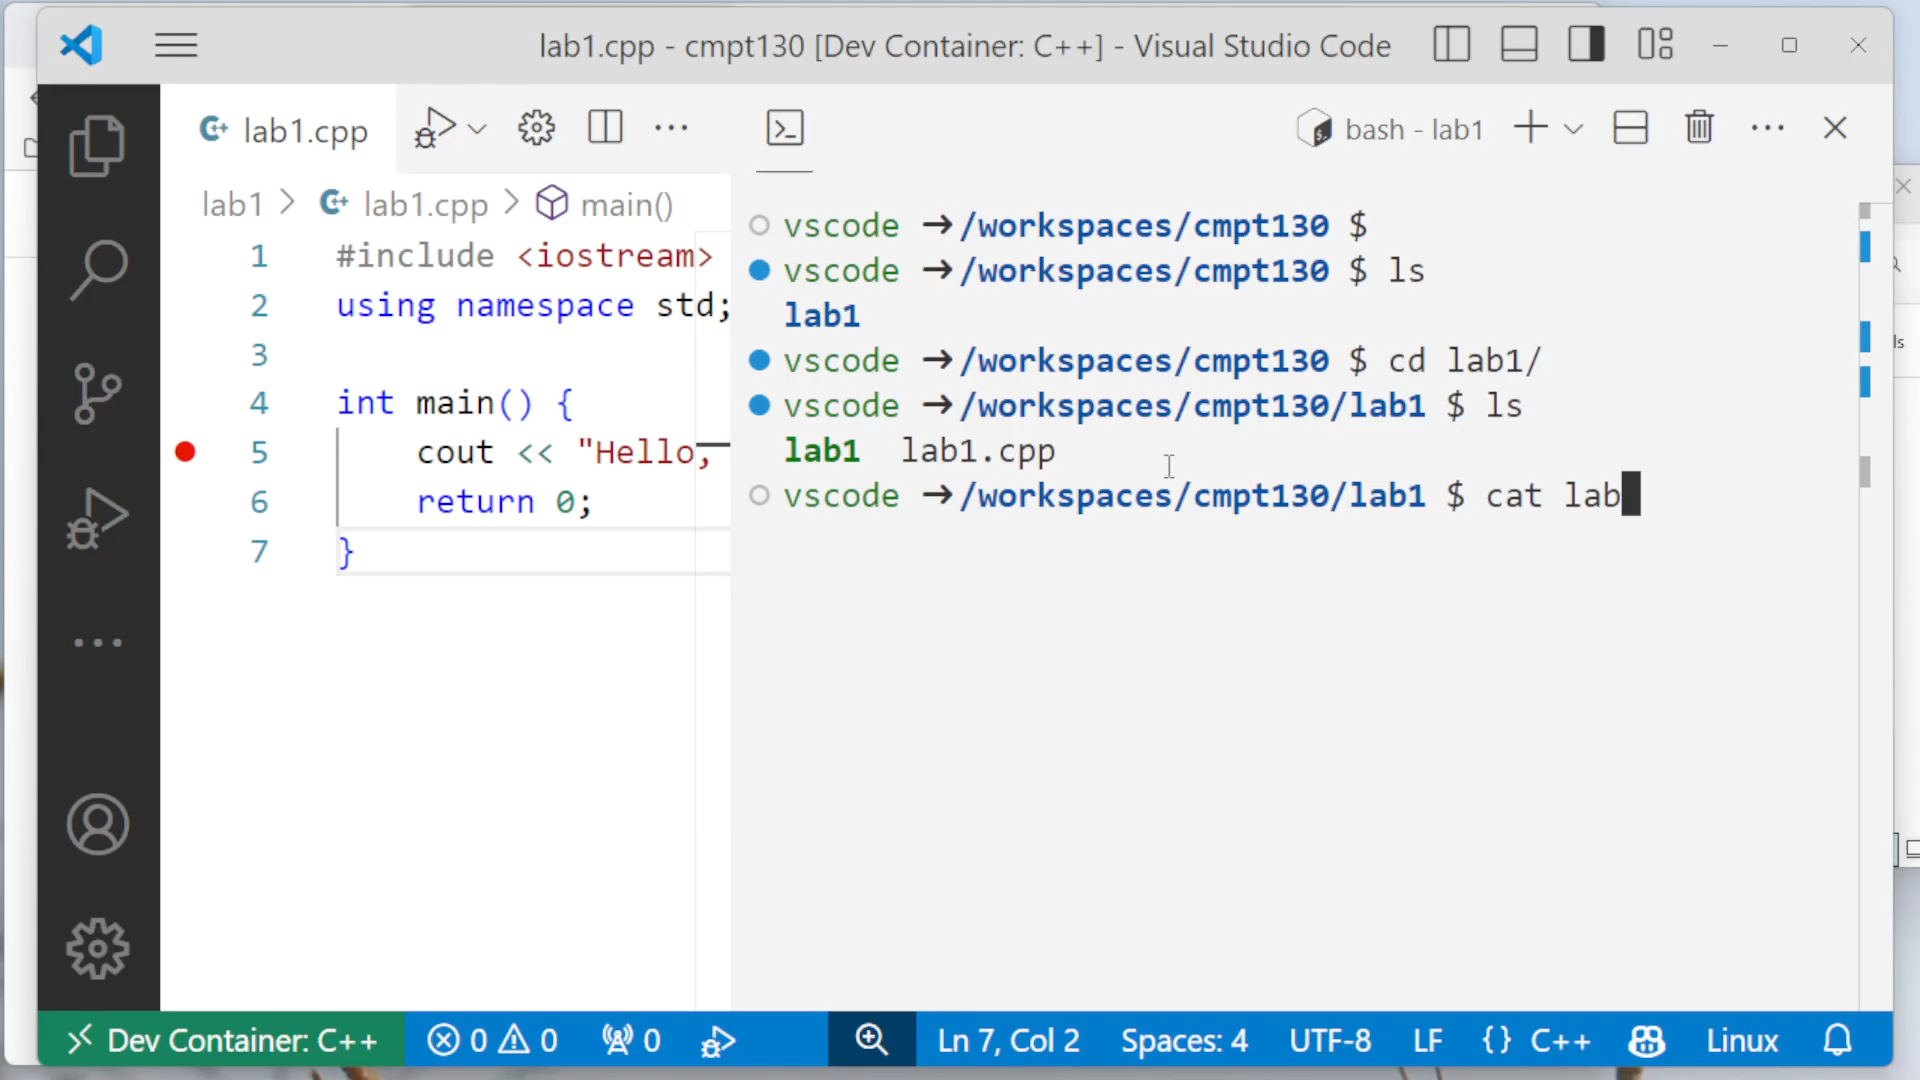 lab1.cpp - cmpt130 [Dev Container: C++] - Visual Studio Code
lab1.cpp
bash - lab1
lab1 > lab1.cpp > main()
1 #include <iostream>
2 using namespace std;
3
4 int main() {
5 cout << "Hello,
6 return 0;
7 }
vscode → /workspaces/cmpt130 $
vscode → /workspaces/cmpt130 $ ls
lab1
vscode → /workspaces/cmpt130 $ cd lab1/
vscode → /workspaces/cmpt130/lab1 $ ls
lab1 lab1.cpp
vscode → /workspaces/cmpt130/lab1 $ cat lab
ls
Dev Container: C++ 0 0 0 Ln 7, Col 2 Spaces: 4 UTF-8 LF {} C++ Linux